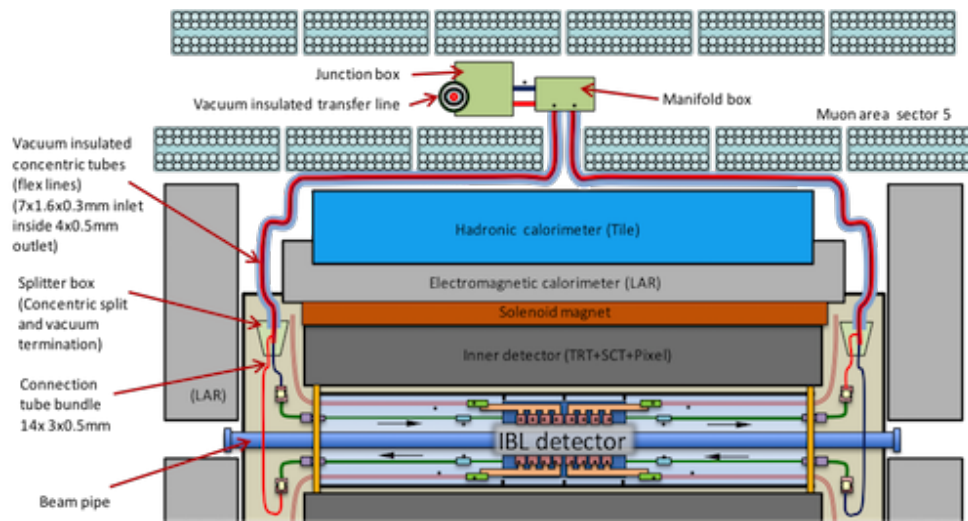 Junction box
Vacuum insulated transfer line
Manifold box
Muon area sector 5
Vacuum insulated
concentric tubes
(flex lines)
(7x1.6x0.3mm inlet
inside 4x0.5mm
outlet)
Hadronic calorimeter (Tile)
Electromagnetic calorimeter (LAR)
Splitter box
(Concentric split
and vacuum
termination)
Solenoid magnet
Inner detector (TRT+SCT+Pixel)
Connection
tube bundle
14x 3x0.5mm
(LAR)
IBL detector
Beam pipe